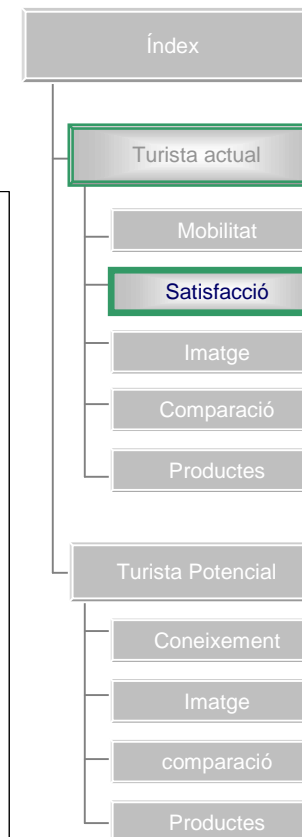 Índex
Turista actual
Mobilitat
Satisfacció
Imatge
Comparació
Productes
Turista Potencial
Coneixement
Imatge
comparació
Productes